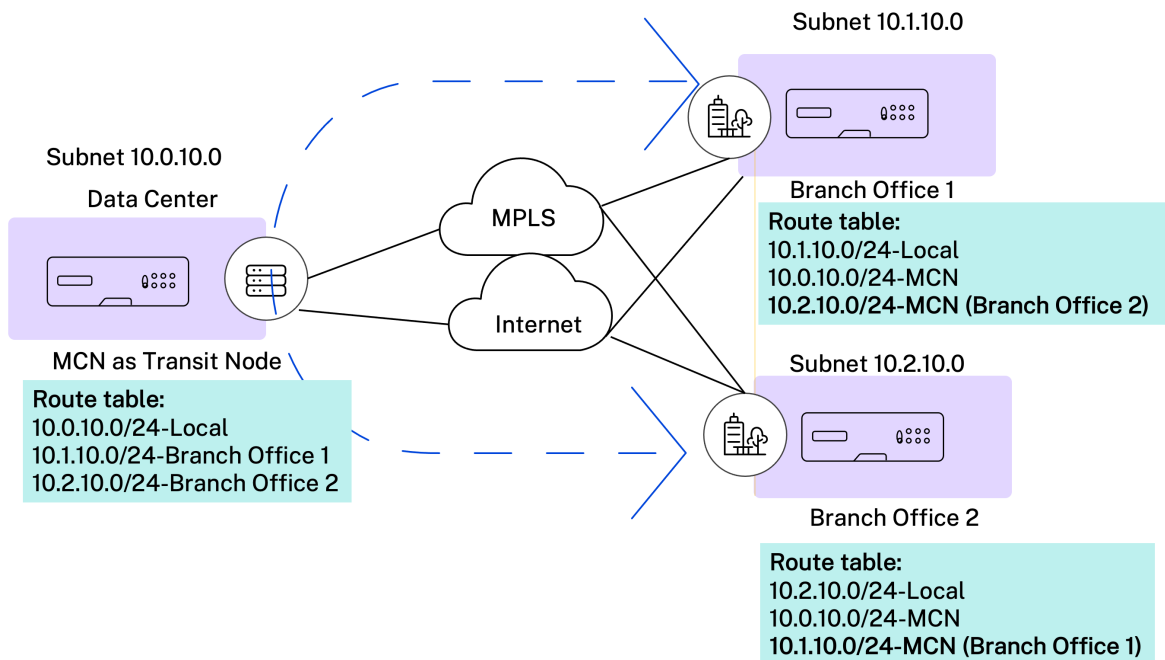 Subnet 10.1.10.0
Branch Office 1
Route table:
10.1.10.0/24-Local
10.0.10.0/24-MCN
10.2.10.0/24-MCN (Branch Office 2)
Subnet 10.0.10.0
Data Center
MCN as Transit Node
Route table:
10.0.10.0/24-Local
10.1.10.0/24-Branch Office 1
10.2.10.0/24-Branch Office 2
MPLS
Internet
Subnet 10.2.10.0
Branch Office 2
Route table:
10.2.10.0/24-Local
10.0.10.0/24-MCN
10.1.10.0/24-MCN (Branch Office 1)